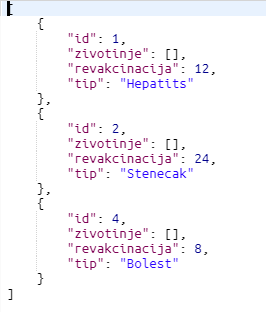 [
{
"id": 1,
"zivotinje": [],
"revakcinacija": 12,
"tip": "Hepatits"
},
{
"id": 2,
"zivotinje": [],
"revakcinacija": 24,
"tip": "Stenecak"
},
{
"id": 4,
"zivotinje": [],
"revakcinacija": 8,
"tip": "Bolest"
}
]